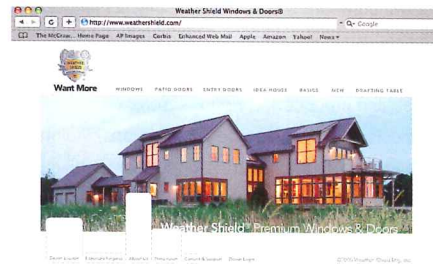 Weather Shield Windows & Doors®
http://www.weathershield.com/
Q- Google
The McGraw... Home Page AP Images Corbis Enhanced Web Mail Apple Amazon Yahoo! News
WEATHER SHIELD
Want More
WINDOWS PATIO DOORS ENTRY DOORS IDEA HOUSE BASICS NEW DRAFTING TABLE
Weather Shield Premium Windows & Doors